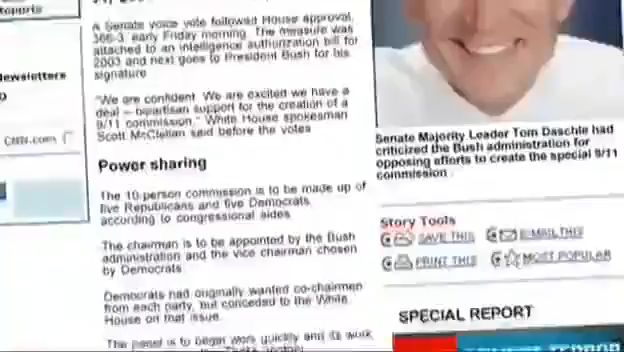 A Senate voice vote followed House approval,
366-3, early Friday morning. The measure was
attached to an intelligence authorization bill for
2003 and next goes to President Bush for his
signature.
"We are confident. We are excited we have a
deal -- bipartisan support for the creation of a
9/11 commission," White House spokesman
Scott McClellan said before the votes.
Power sharing
The 10-person commission is to be made up of
five Republicans and five Democrats,
according to congressional aides.
The chairman is to be appointed by the Bush
administration and the vice chairman chosen
by Democrats.
Democrats had originally wanted co-chairmen
from each party, but conceded to the White
House on that issue.
The panel is to begin work quickly and its work
Newsletters
CNN.com
Senate Majority Leader Tom Daschle had
criticized the Bush administration for
opposing efforts to create the special 9/11
commission.
Story Tools
SAVE THIS E-MAIL THIS
PRINT THIS MOST POPULAR
SPECIAL REPORT